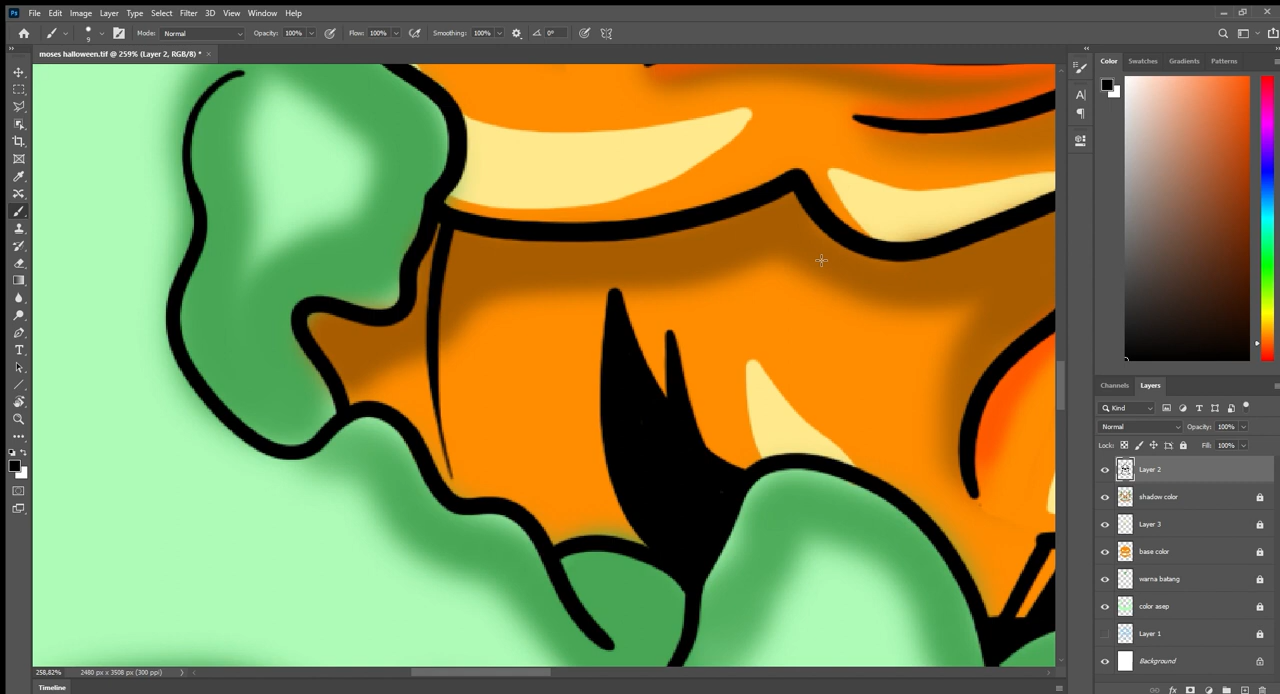 Ps File Edit Image Layer Type Select Filter 3D View Window Help
9 Mode: Normal Opacity: 100% Flow: 100% Smoothing: 100% 0°
moses halloween.tif @ 259% (Layer 2, RGB/8) * ×
Color Swatches Gradients Patterns
Channels Layers
Kind
Normal Opacity: 100%
Lock: Fill: 100%
Layer 2
shadow color
Layer 3
base color
warna batang
color asep
Layer 1
Background
258,82% 2480 px x 3508 px (300 ppi)
Timeline
fx